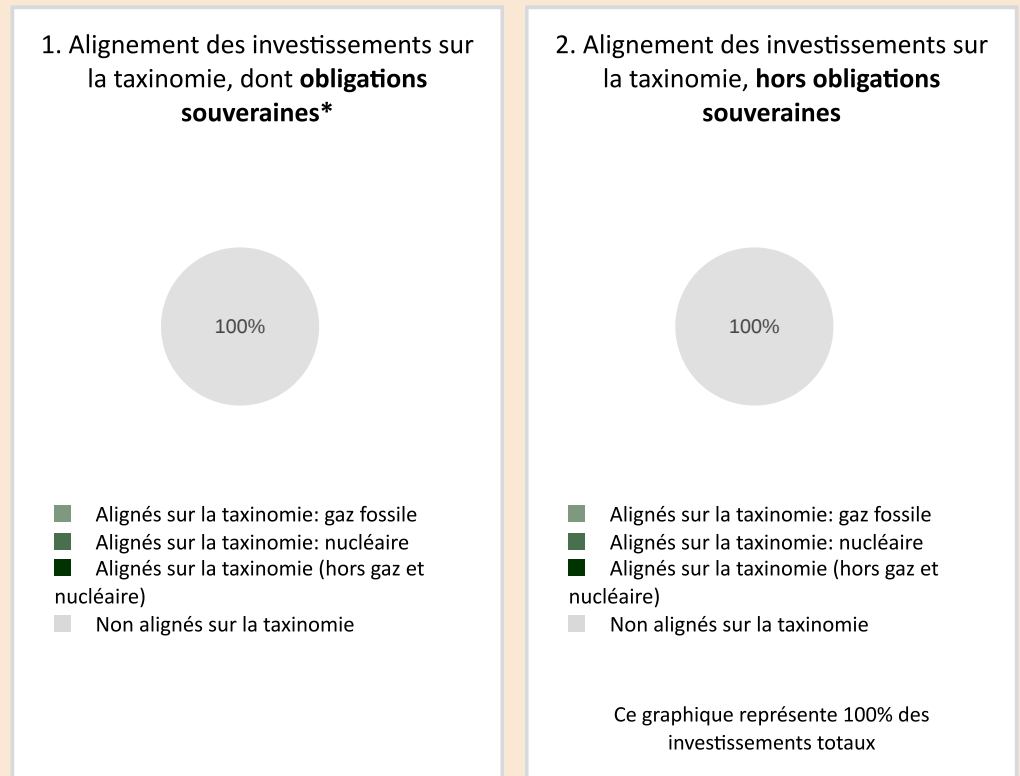 1. Alignement des investissements sur
la taxinomie, dont obligations
souveraines*
100%
Alignés sur la taxinomie: gaz fossile
Alignés sur la taxinomie: nucléaire
Alignés sur la taxinomie (hors gaz et
nucléaire)
Non alignés sur la taxinomie
2. Alignement des investissements sur
la taxinomie, hors obligations
souveraines
100%
Alignés sur la taxinomie: gaz fossile
Alignés sur la taxinomie: nucléaire
Alignés sur la taxinomie (hors gaz et
nucléaire)
Non alignés sur la taxinomie
Ce graphique représente 100% des
investissements totaux